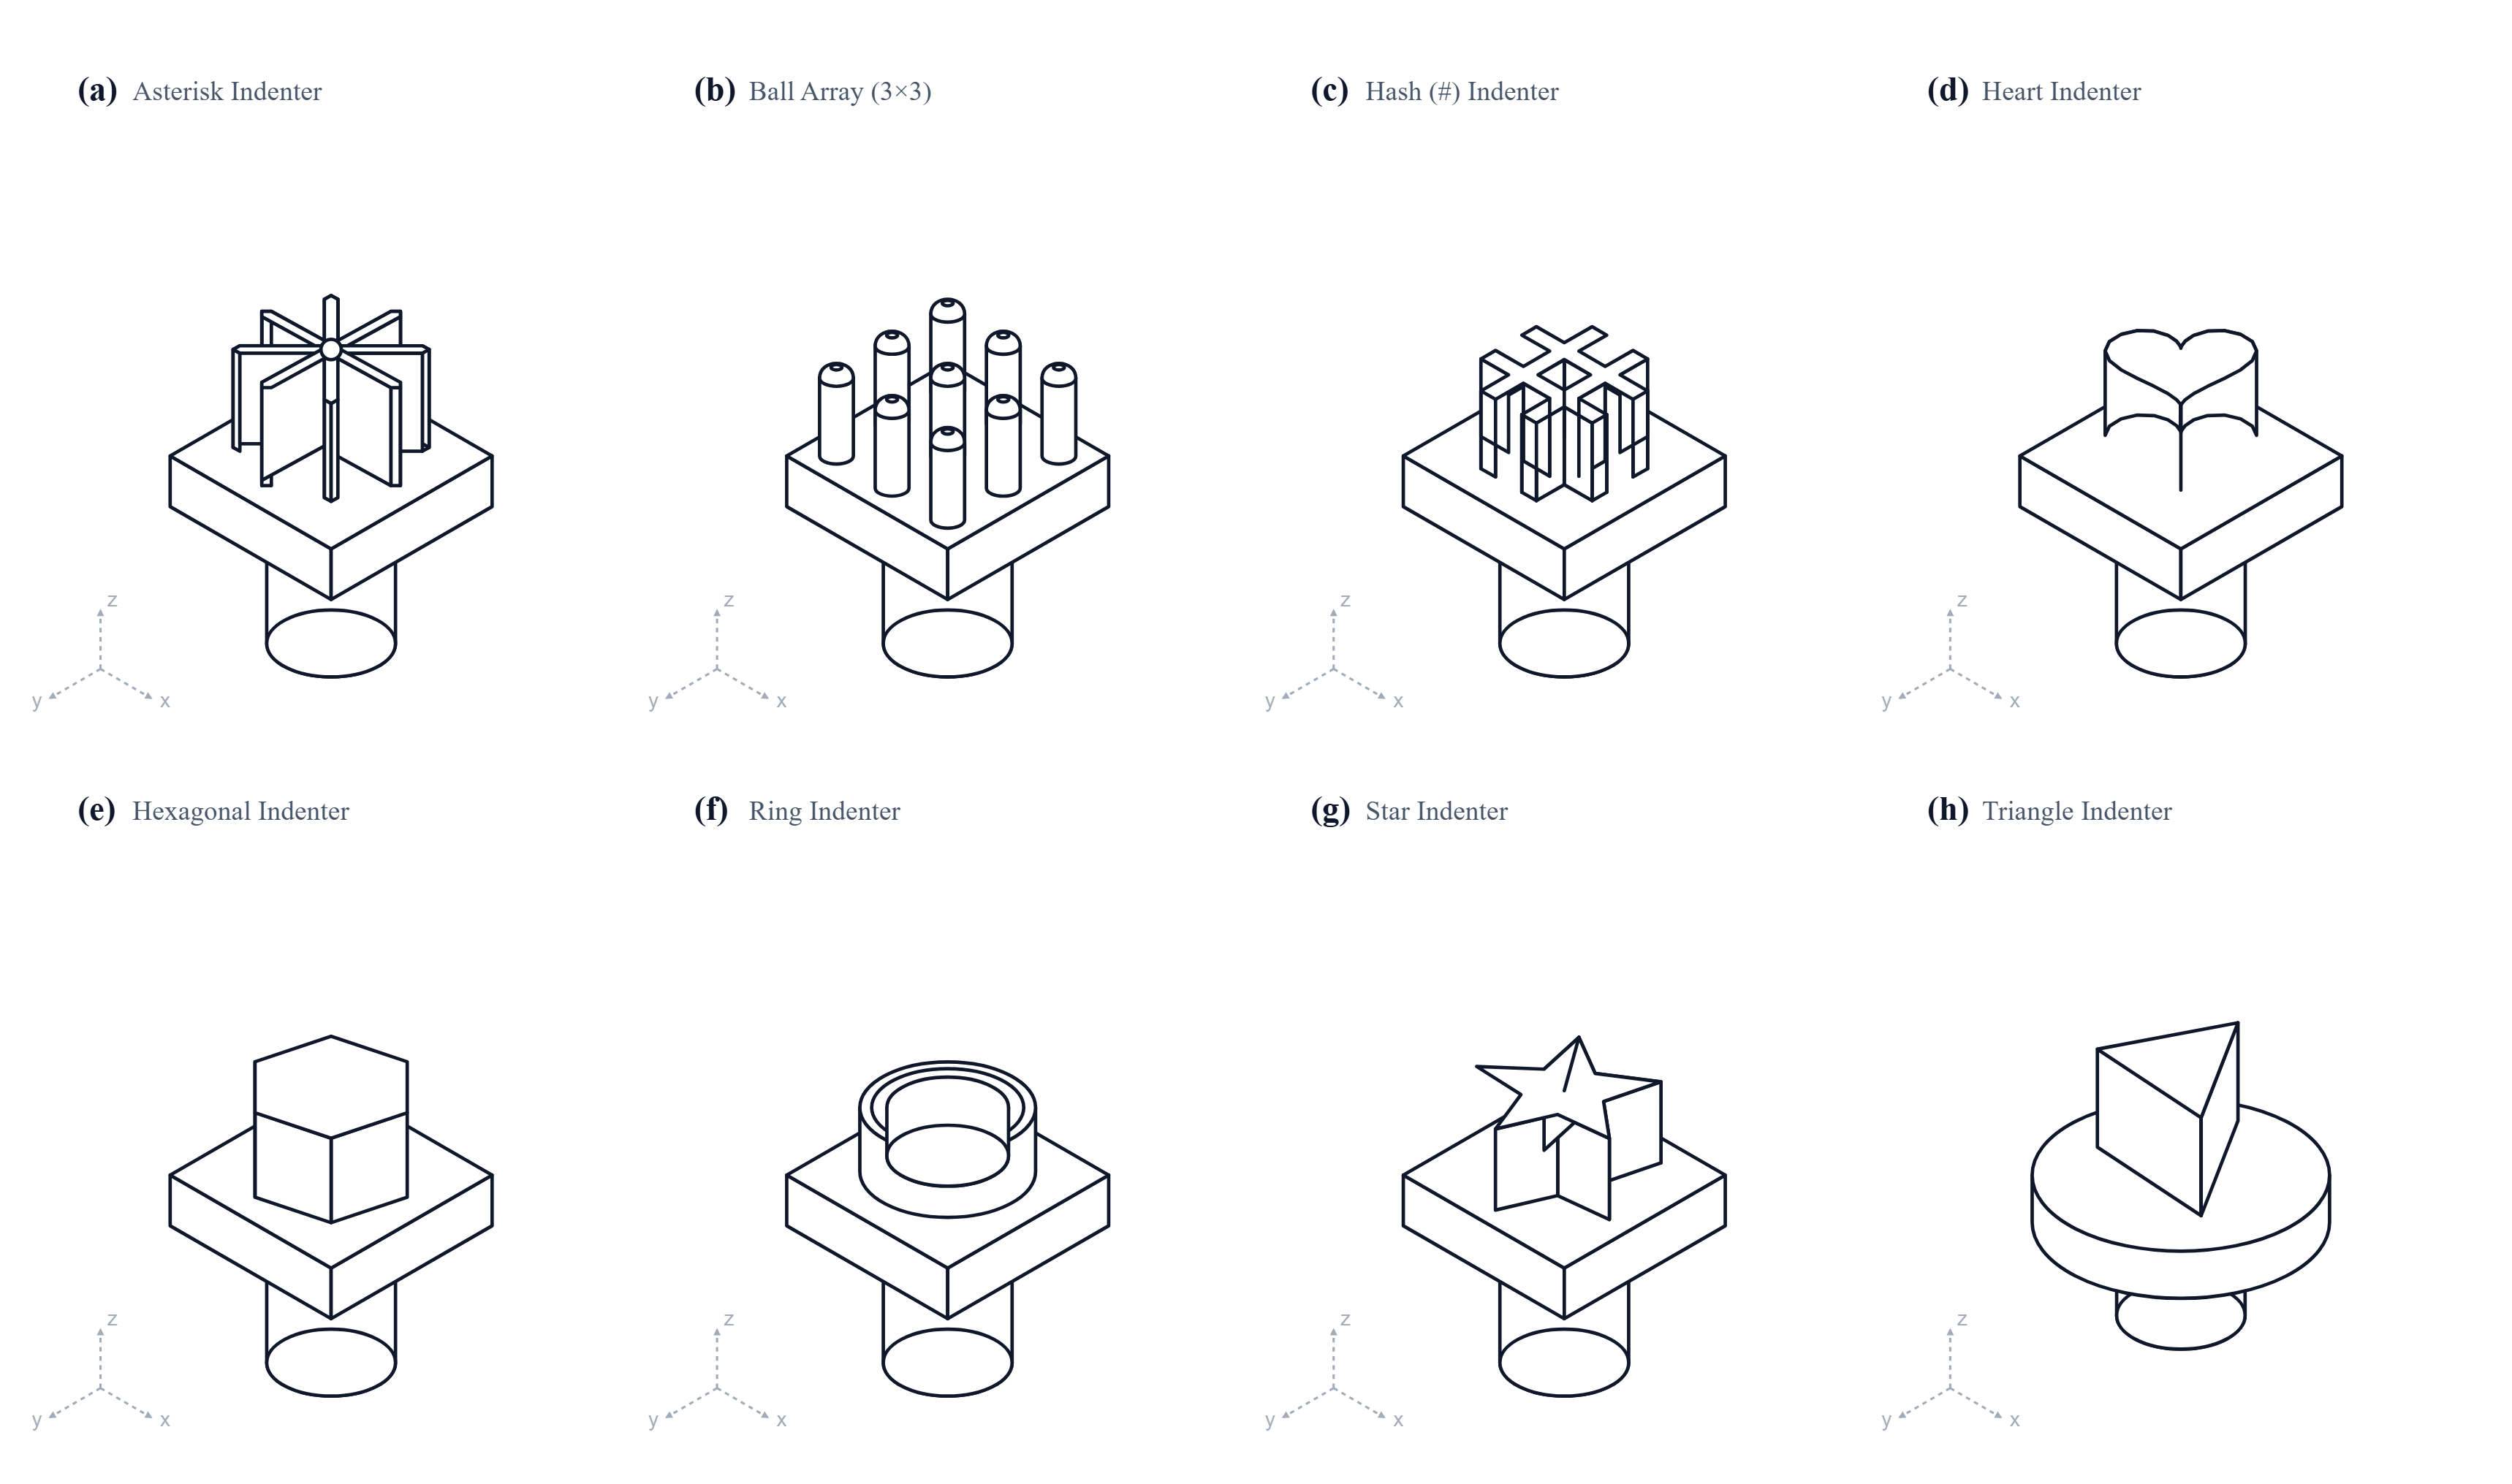 (a) Asterisk Indenter
(b) Ball Array (3×3)
(c) Hash (#) Indenter
(d) Heart Indenter
z
y
x
z
y
x
z
y
x
z
y
x
(e) Hexagonal Indenter
(f) Ring Indenter
(g) Star Indenter
(h) Triangle Indenter
z
y
x
z
y
x
z
y
x
z
y
x